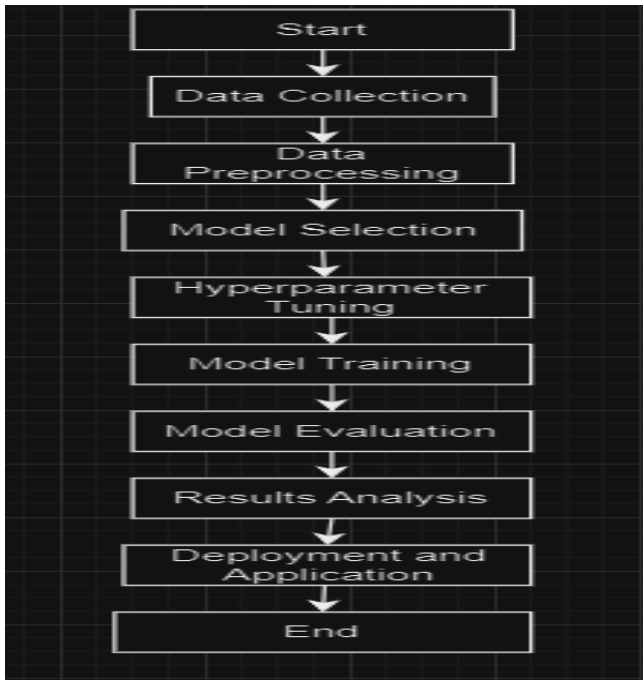 Start
Data Collection
Data
Preprocessing
Model Selection
Hyperparameter
Tuning
Model Training
Model Evaluation
Results Analysis
Deployment and
Application
End